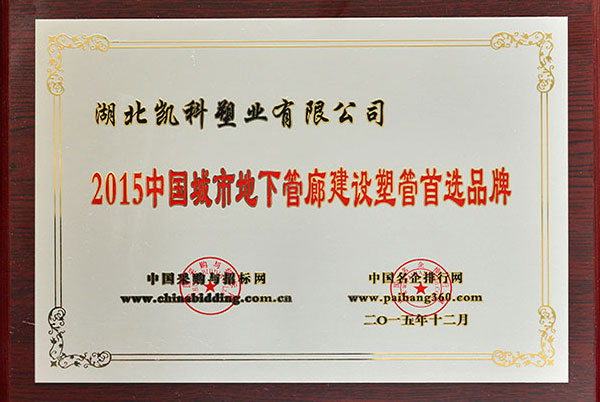 湖北凯科塑业有限公司
2015中国城市地下管廊建设塑管首选品牌
中国采购与招标网
www.chinabidding.com.cn
中国名企排行网
www.paihang360.com
二〇一五年十二月